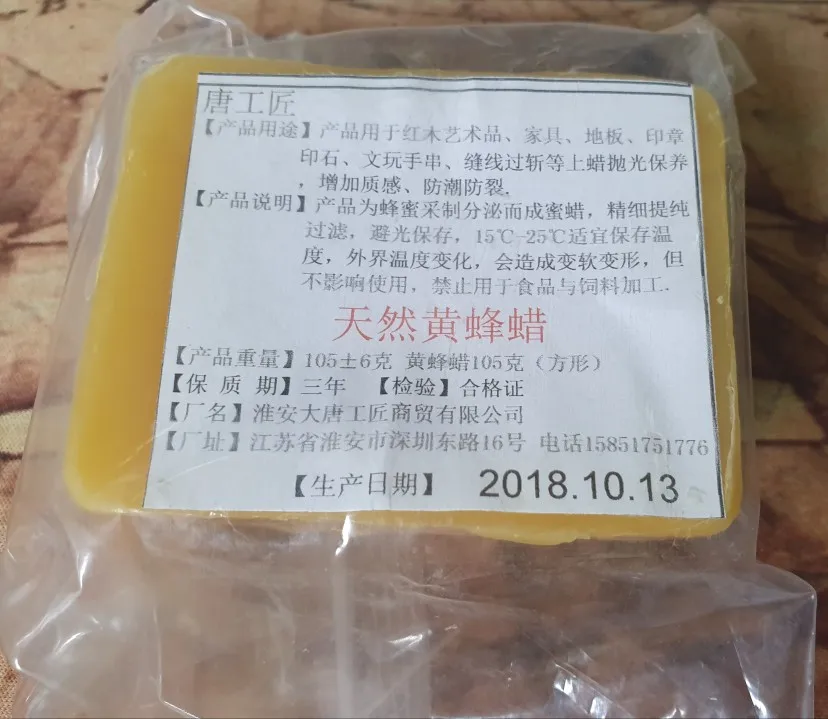 唐工匠
【产品用途】产品用于红木艺术品、家具、地板、印章
印石、文玩手串、缝线过斩等上蜡抛光保养
，增加质感、防潮防裂.
【产品说明】产品为蜂蜜采制分泌而成蜜蜡，精细提纯
过滤，避光保存，15℃-25℃适宜保存温
度，外界温度变化，会造成变软变形，但
不影响使用，禁止用于食品与饲料加工.
天然黄蜂蜡
【产品重量】105±6克 黄蜂蜡105克（方形）
【保 质 期】三年 【检验】合格证
【厂名】淮安大唐工匠商贸有限公司
【厂址】江苏省淮安市深圳东路16号 电话15851751776
【生产日期】 2018.10.13